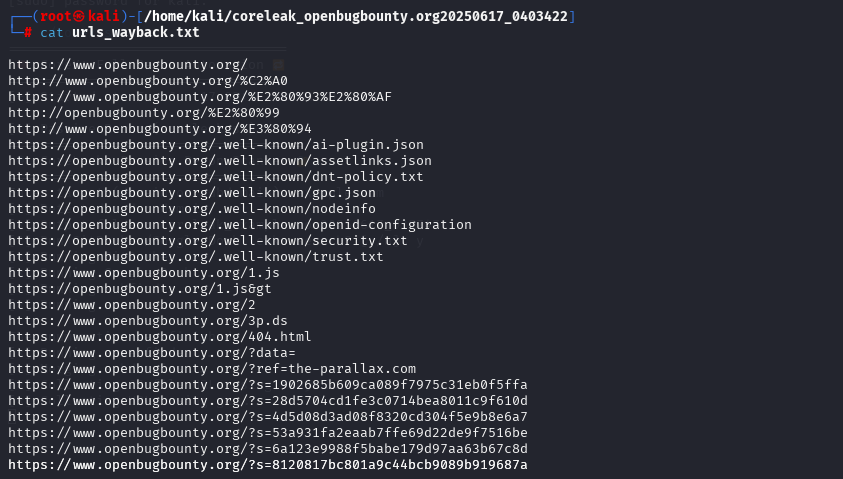 ┌──(root㉿kali)-[/home/kali/coreleak_openbugbounty.org20250617_0403422]
└─# cat urls_wayback.txt
https://www.openbugbounty.org/
http://www.openbugbounty.org/%C2%A0
https://www.openbugbounty.org/%E2%80%93%E2%80%AF
http://openbugbounty.org/%E2%80%99
http://www.openbugbounty.org/%E3%80%94
https://openbugbounty.org/.well-known/ai-plugin.json
https://openbugbounty.org/.well-known/assetlinks.json
https://openbugbounty.org/.well-known/dnt-policy.txt
https://openbugbounty.org/.well-known/gpc.json
https://openbugbounty.org/.well-known/nodeinfo
https://openbugbounty.org/.well-known/openid-configuration
https://openbugbounty.org/.well-known/security.txt
https://openbugbounty.org/.well-known/trust.txt
https://www.openbugbounty.org/1.js
https://openbugbounty.org/1.js&gt
https://www.openbugbounty.org/2
https://www.openbugbounty.org/3p.ds
https://www.openbugbounty.org/404.html
https://www.openbugbounty.org/?data=
https://www.openbugbounty.org/?ref=the-parallax.com
https://www.openbugbounty.org/?s=1902685b609ca089f7975c31eb0f5ffa
https://www.openbugbounty.org/?s=28d5704cd1fe3c0714bea8011c9f610d
https://www.openbugbounty.org/?s=4d5d08d3ad08f8320cd304f5e9b8e6a7
https://www.openbugbounty.org/?s=53a931fa2eaab7ffe69d22de9f7516be
https://www.openbugbounty.org/?s=6a123e9988f5babe179d97aa63b67c8d
https://www.openbugbounty.org/?s=8120817bc801a9c44bcb9089b919687a